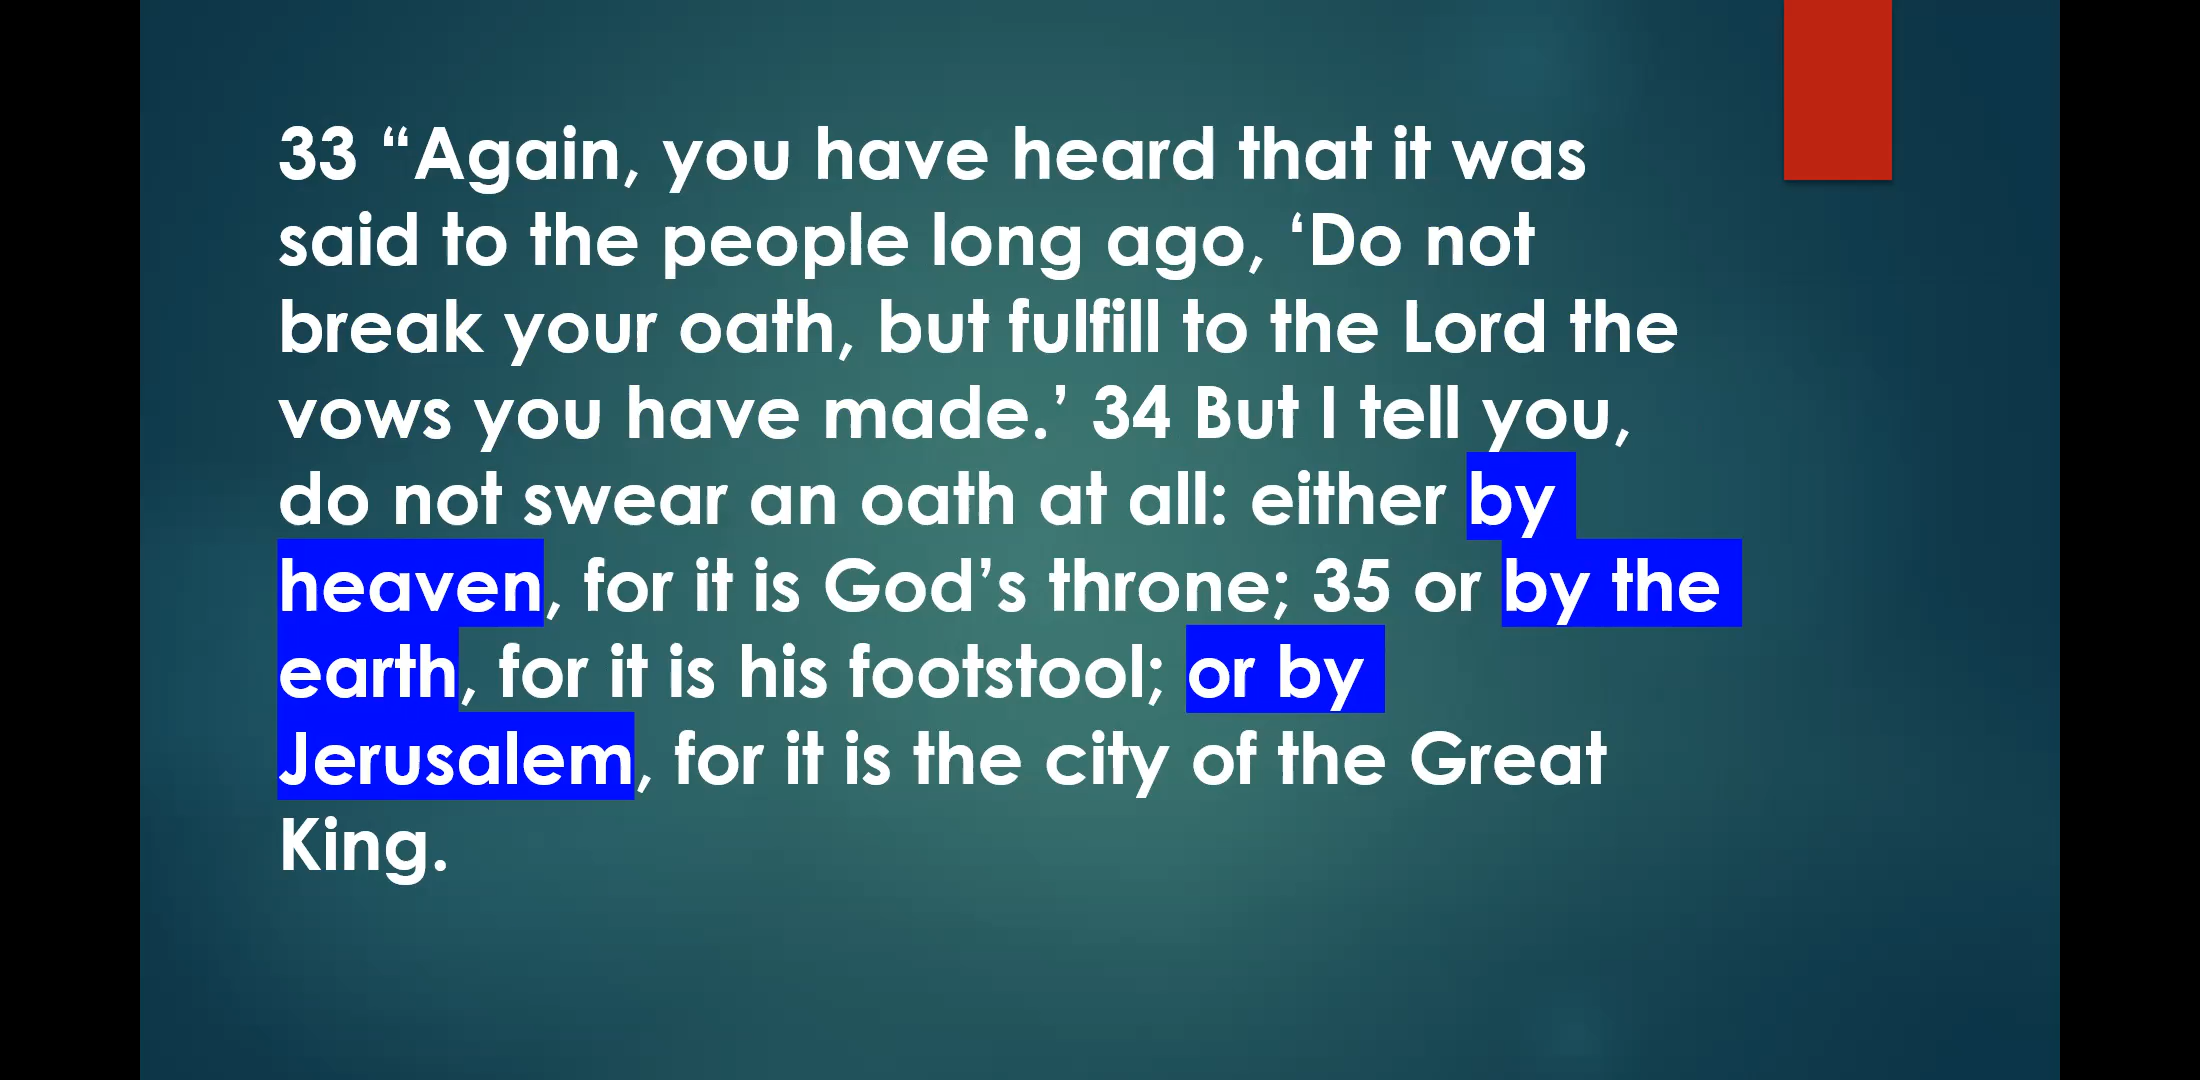 33 “Again, you have heard that it was
said to the people long ago, ‘Do not
break your oath, but fulfill to the Lord the
vows you have made.’ 34 But I tell you,
do not swear an oath at all: either by
heaven, for it is God’s throne; 35 or by the
earth, for it is his footstool; or by
Jerusalem, for it is the city of the Great
King.